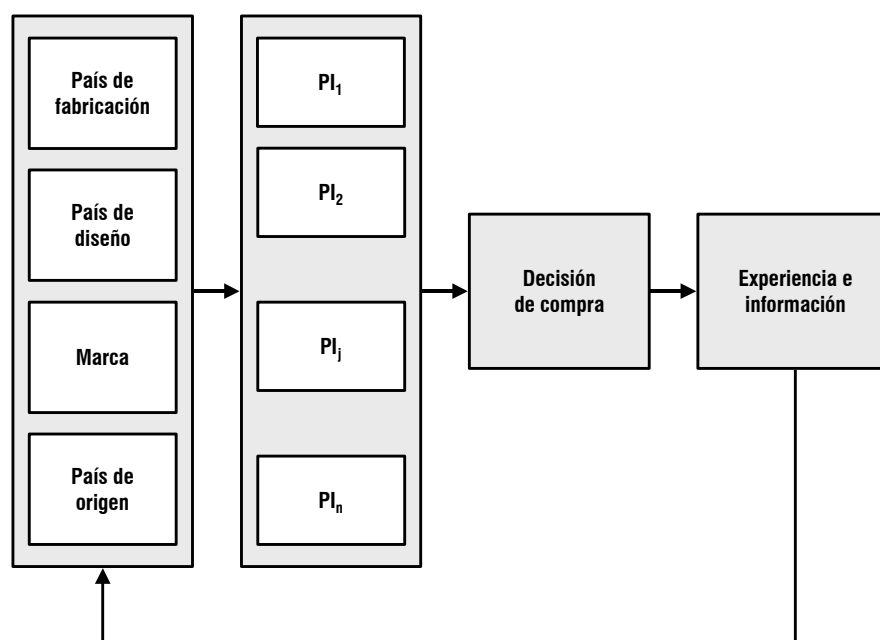 País de
fabricación
País de
diseño
Marca
País de
origen
PI₁
PI₂
PIⱼ
PIₙ
Decisión
de compra
Experiencia e
información